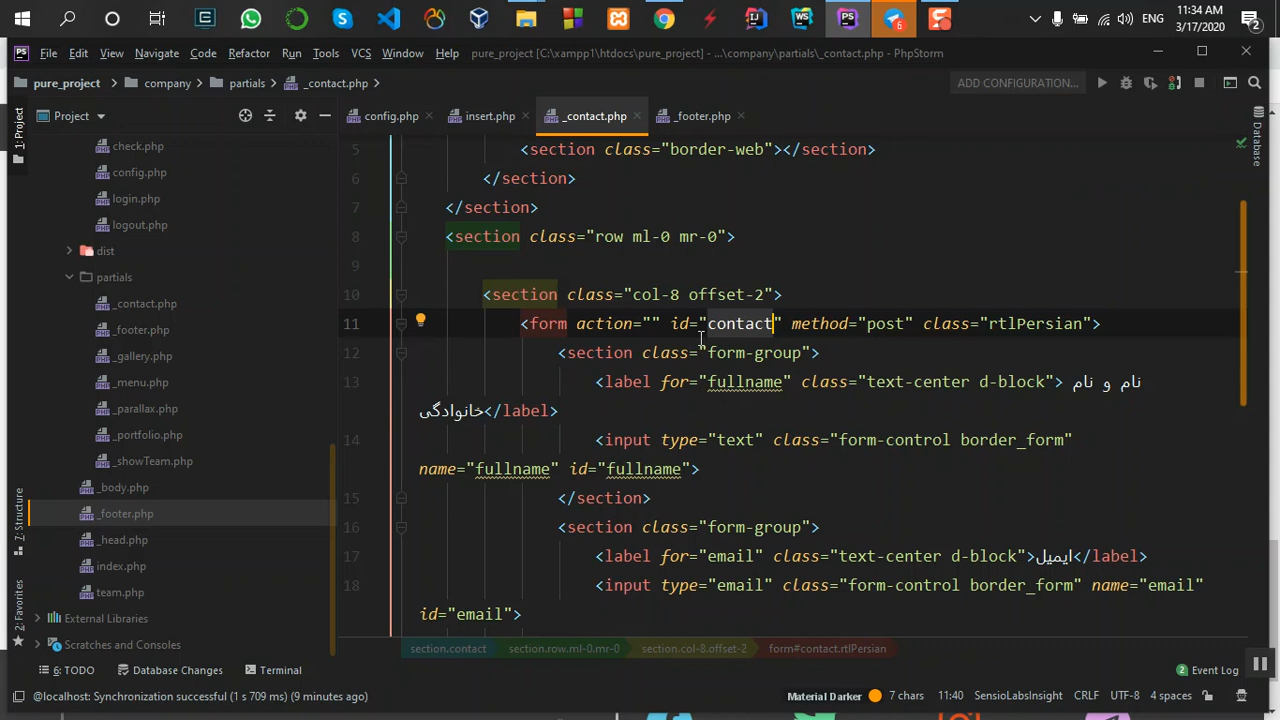 ENG
11:34 AM
3/17/2020
2
6
PS
File Edit View Navigate Code Refactor Run Tools VCS Window Help pure_project [C:\xampp1\htdocs\pure_project] - ...\company\partials\_contact.php - PhpStorm
pure_project company partials _contact.php
ADD CONFIGURATION...
Project
config.php insert.php _contact.php _footer.php
1: Project
Database
check.php
config.php
login.php
logout.php
dist
partials
_contact.php
_footer.php
_gallery.php
_menu.php
_parallax.php
_portfolio.php
_showTeam.php
_body.php
_footer.php
_head.php
index.php
team.php
External Libraries
Scratches and Consoles
7: Structure
2: Favorites
5 <section class="border-web"></section>
6 </section>
7 </section>
8 <section class="row ml-0 mr-0">
9
10 <section class="col-8 offset-2">
11 <form action="" id="contact" method="post" class="rtlPersian">
12 <section class="form-group">
13 <label for="fullname" class="text-center d-block"> نام و نام
خانوادگی</label>
14 <input type="text" class="form-control border_form"
name="fullname" id="fullname">
15 </section>
16 <section class="form-group">
17 <label for="email" class="text-center d-block">ایمیل</label>
18 <input type="email" class="form-control border_form" name="email"
id="email">
section.contact section.row.ml-0.mr-0 section.col-8.offset-2 form#contact.rtlPersian
6: TODO Database Changes Terminal
2 Event Log
@localhost: Synchronization successful (1 s 709 ms) (9 minutes ago)
Material Darker 7 chars 11:40 SensioLabsInsight CRLF UTF-8 4 spaces